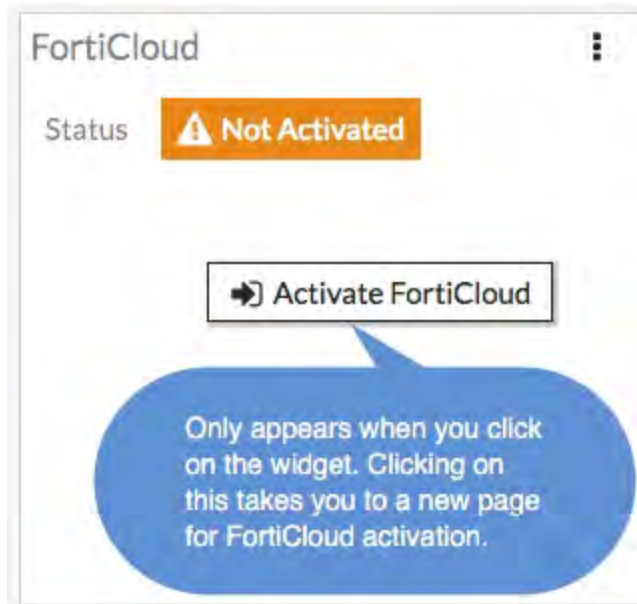 FortiCloud
Status Not Activated
Activate FortiCloud
Only appears when you click
on the widget. Clicking on
this takes you to a new page
for FortiCloud activation.